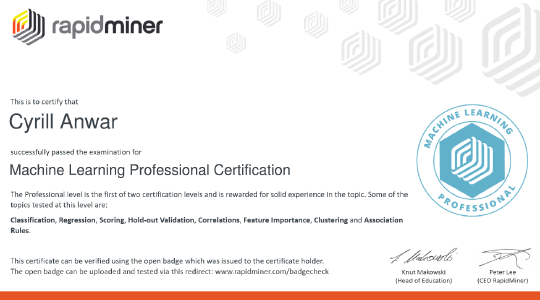 rapidminer
This is to certify that
Cyrill Anwar
successfully passed the examination for
Machine Learning Professional Certification
The Professional level is the first of two certification levels and is rewarded for solid experience in the topic. Some of the
topics tested at this level are:
Classification, Regression, Scoring, Hold-out Validation, Correlations, Feature Importance, Clustering and Association
Rules.
MACHINE LEARNING
PROFESSIONAL
This certificate can be verified using the open badge which was issued to the certificate holder.
The open badge can be uploaded and tested via this redirect: www.rapidminer.com/badgecheck
Knut Makowski
(Head of Education)
Peter Lee
(CEO RapidMiner)